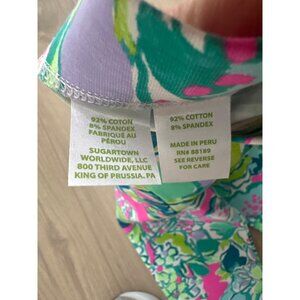 92% COTON
8% SPANDEX
FABRIQUÉ AU
PÉROU
SUGARTOWN
WORLDWIDE, LLC
800 THIRD AVENUE
KING OF PRUSSIA, PA
92% COTTON
8% SPANDEX
MADE IN PERU
RN# 88189
SEE REVERSE
FOR CARE